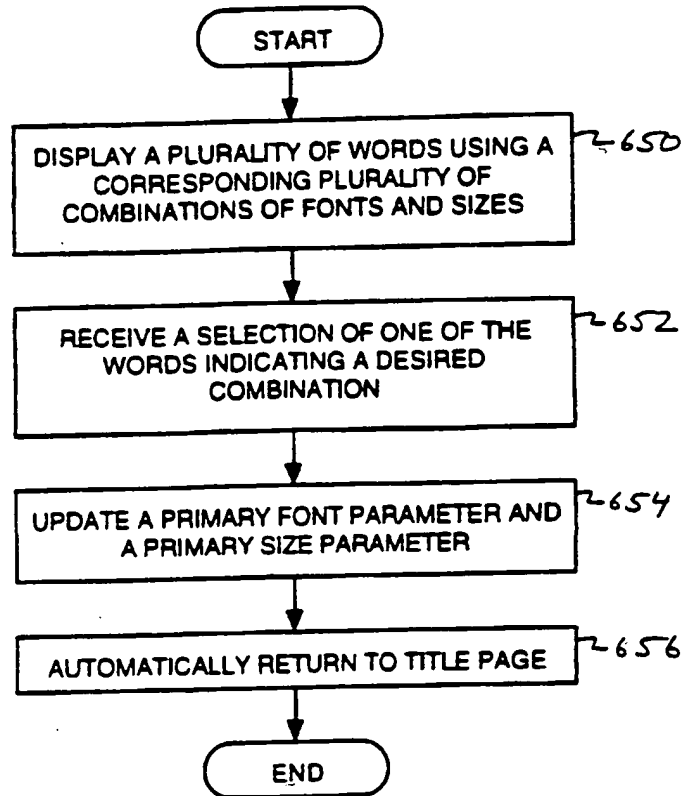 START
DISPLAY A PLURALITY OF WORDS USING A
CORRESPONDING PLURALITY OF
COMBINATIONS OF FONTS AND SIZES
650
RECEIVE A SELECTION OF ONE OF THE
WORDS INDICATING A DESIRED
COMBINATION
652
UPDATE A PRIMARY FONT PARAMETER AND
A PRIMARY SIZE PARAMETER
654
AUTOMATICALLY RETURN TO TITLE PAGE
656
END